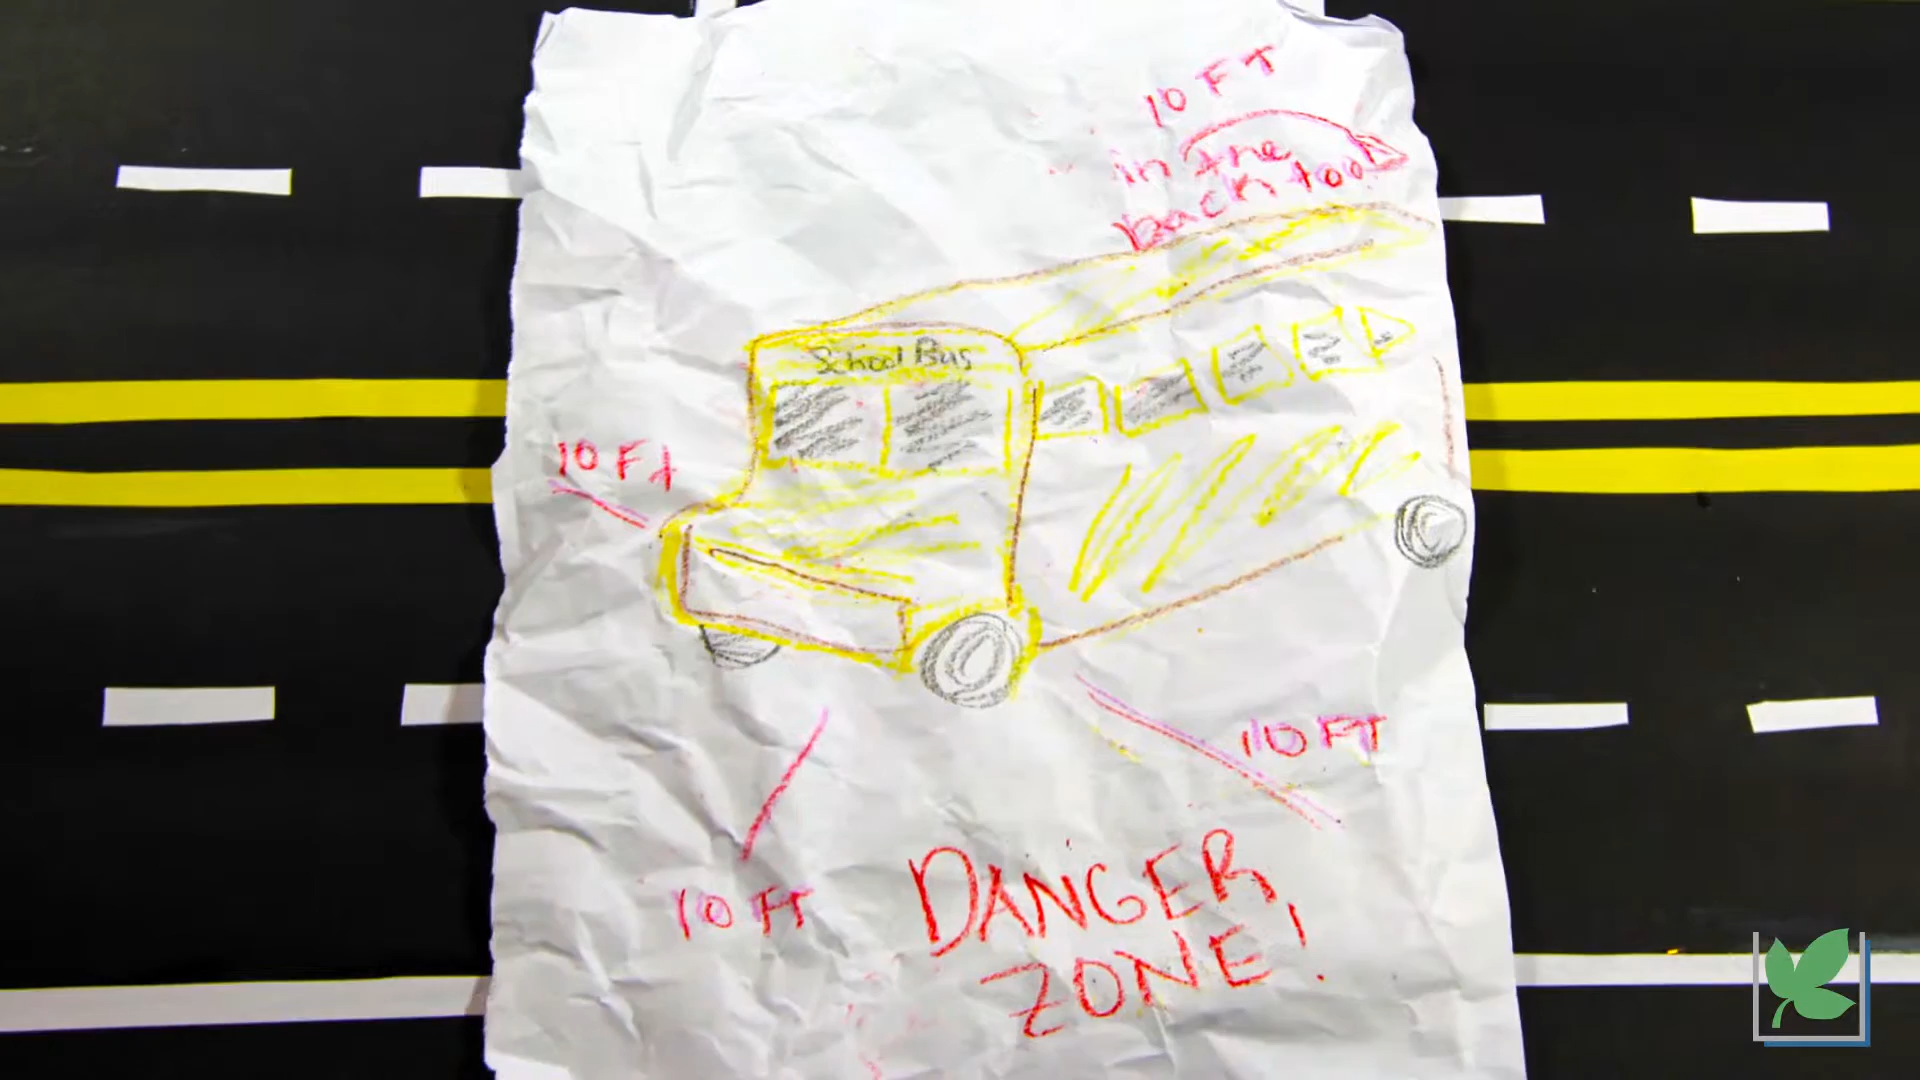 10 FT
in the
back too
School Bus
10 Ft
10 FT
10 FT
DANGER
ZONE!